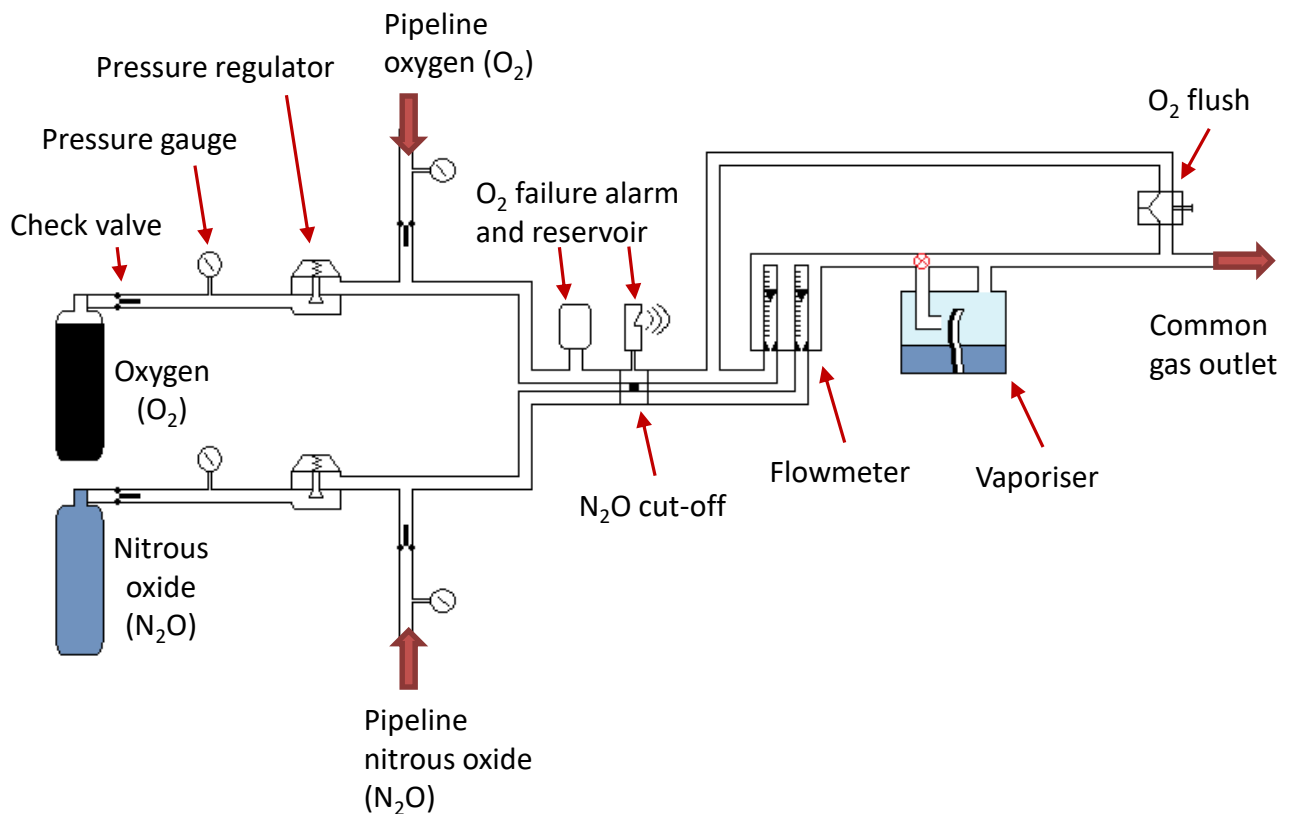 Pipeline
oxygen (O₂)
Pressure regulator
O₂ flush
Pressure gauge
O₂ failure alarm
and reservoir
Check valve
Oxygen
(O₂)
Common
gas outlet
Flowmeter
Vaporiser
N₂O cut-off
Nitrous
oxide
(N₂O)
Pipeline
nitrous oxide
(N₂O)